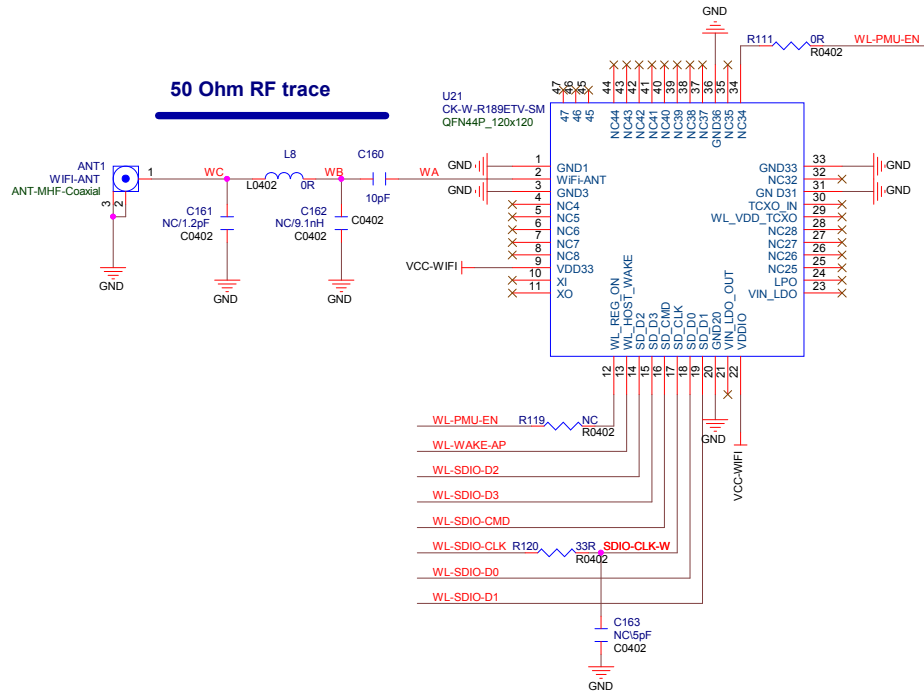 GND
R111
0R
WL-PMU-EN
R0402
50 Ohm RF trace
U21
CK-W-R189ETV-SM
QFN44P_120x120
47
46
45
44
43
42
41
40
39
38
37
36
35
34
47
46
45
NC44
NC43
NC42
NC41
NC40
NC39
NC38
NC37
GND36
NC35
NC34
ANT1
WIFI-ANT
ANT-MHF-Coaxial
1
3
2
GND
WC
L8
L0402
0R
WB
C160
10pF
WA
C161
NC/1.2pF
C0402
GND
C162
NC/9.1nH
C0402
C0402
GND
GND
GND
VCC-WIFI
1 GND1
2 WiFi-ANT
3 GND3
4 NC4
5 NC5
6 NC6
7 NC7
8 NC8
9 VDD33
10 XI
11 XO
GND33 33
NC32 32
GN D31 31
TCXO_IN 30
WL_VDD_TCXO 29
NC28 28
NC27 27
NC26 26
NC25 25
LPO 24
VIN_LDO 23
GND
GND
WL_REG_ON
WL_HOST_WAKE
SD_D2
SD_D3
SD_CMD
SD_CLK
SD_D0
SD_D1
GND20
VIN_LDO_OUT
VDDIO
12
13
14
15
16
17
18
19
20
21
22
GND
VCC-WIFI
WL-PMU-EN
R119
NC
R0402
WL-WAKE-AP
WL-SDIO-D2
WL-SDIO-D3
WL-SDIO-CMD
WL-SDIO-CLK
R120
33R
R0402
SDIO-CLK-W
WL-SDIO-D0
WL-SDIO-D1
C163
NC\5pF
C0402
GND